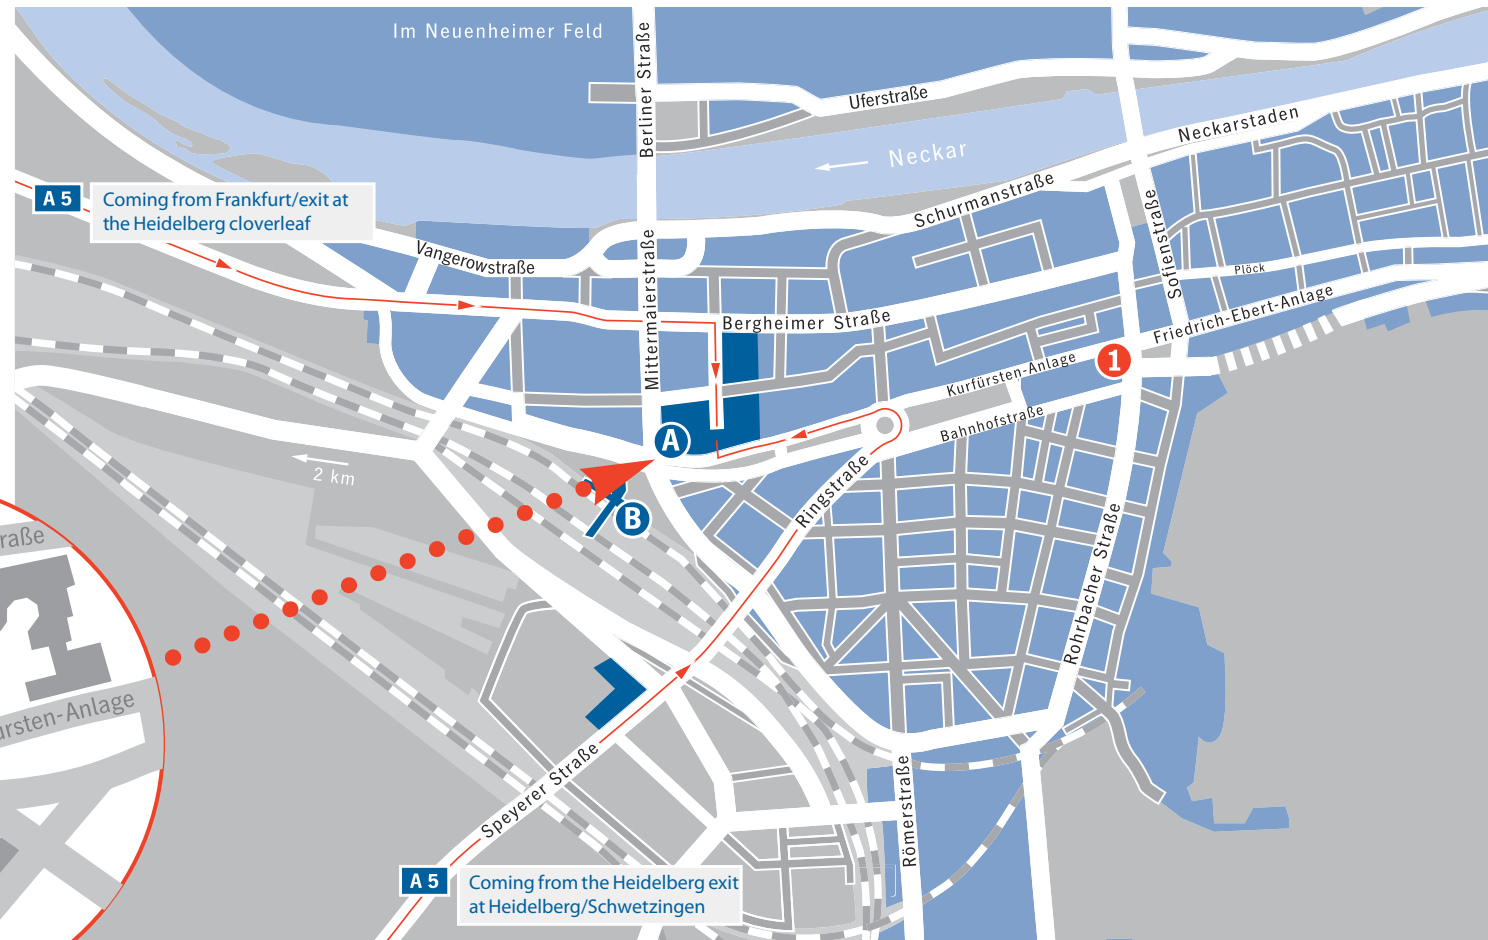 Im Neuenheimer Feld
Berliner Straße
Uferstraße
Neckarstaden
Neckar
Schurmanstraße
A 5
Coming from Frankfurt/exit at
the Heidelberg cloverleaf
Vangerowstraße
Mittermaierstraße
Sofienstraße
Plöck
Bergheimer Straße
Friedrich-Ebert-Anlage
1
Kurfürsten-Anlage
Bahnhofstraße
A
2 km
B
Ringstraße
raße
Rohrbacher Straße
ürsten-Anlage
Speyerer Straße
Römerstraße
A 5
Coming from the Heidelberg exit
at Heidelberg/Schwetzingen